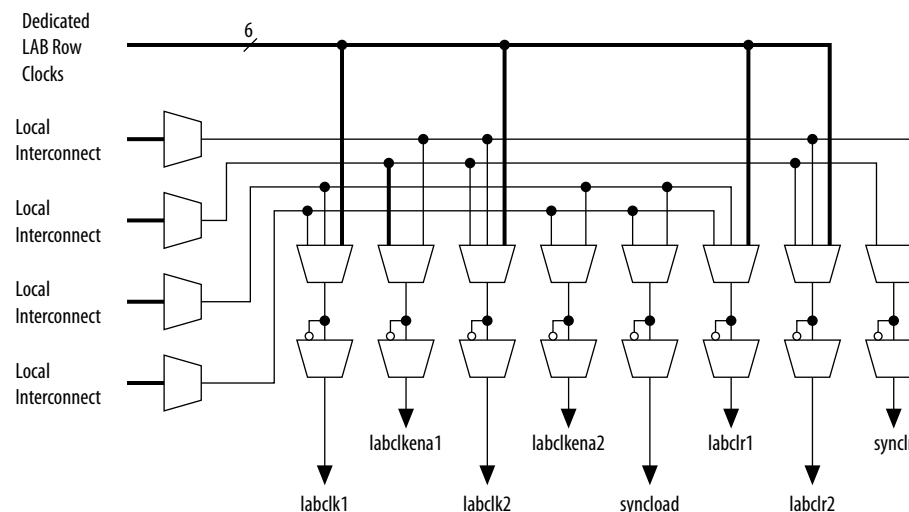 Dedicated
LAB Row
Clocks
6
Local
Interconnect
Local
Interconnect
Local
Interconnect
Local
Interconnect
labclkena1
labclkena2
labclr1
labclk1
labclk2
syncload
labclr2